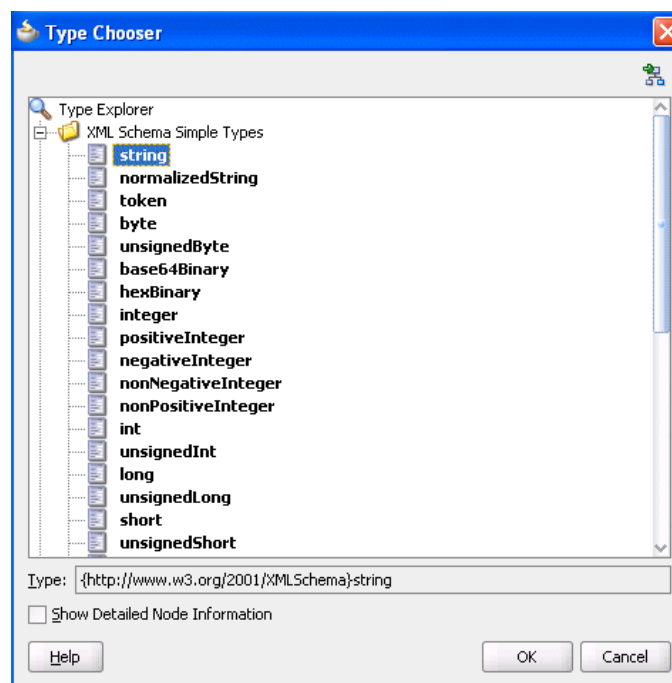 Type Chooser
Type Explorer
XML Schema Simple Types
string
normalizedString
token
byte
unsignedByte
base64Binary
hexBinary
integer
positiveInteger
negativeInteger
nonNegativeInteger
nonPositiveInteger
int
unsignedInt
long
unsignedLong
short
unsignedShort
Type: {http://www.w3.org/2001/XMLSchema}string
Show Detailed Node Information
Help OK Cancel